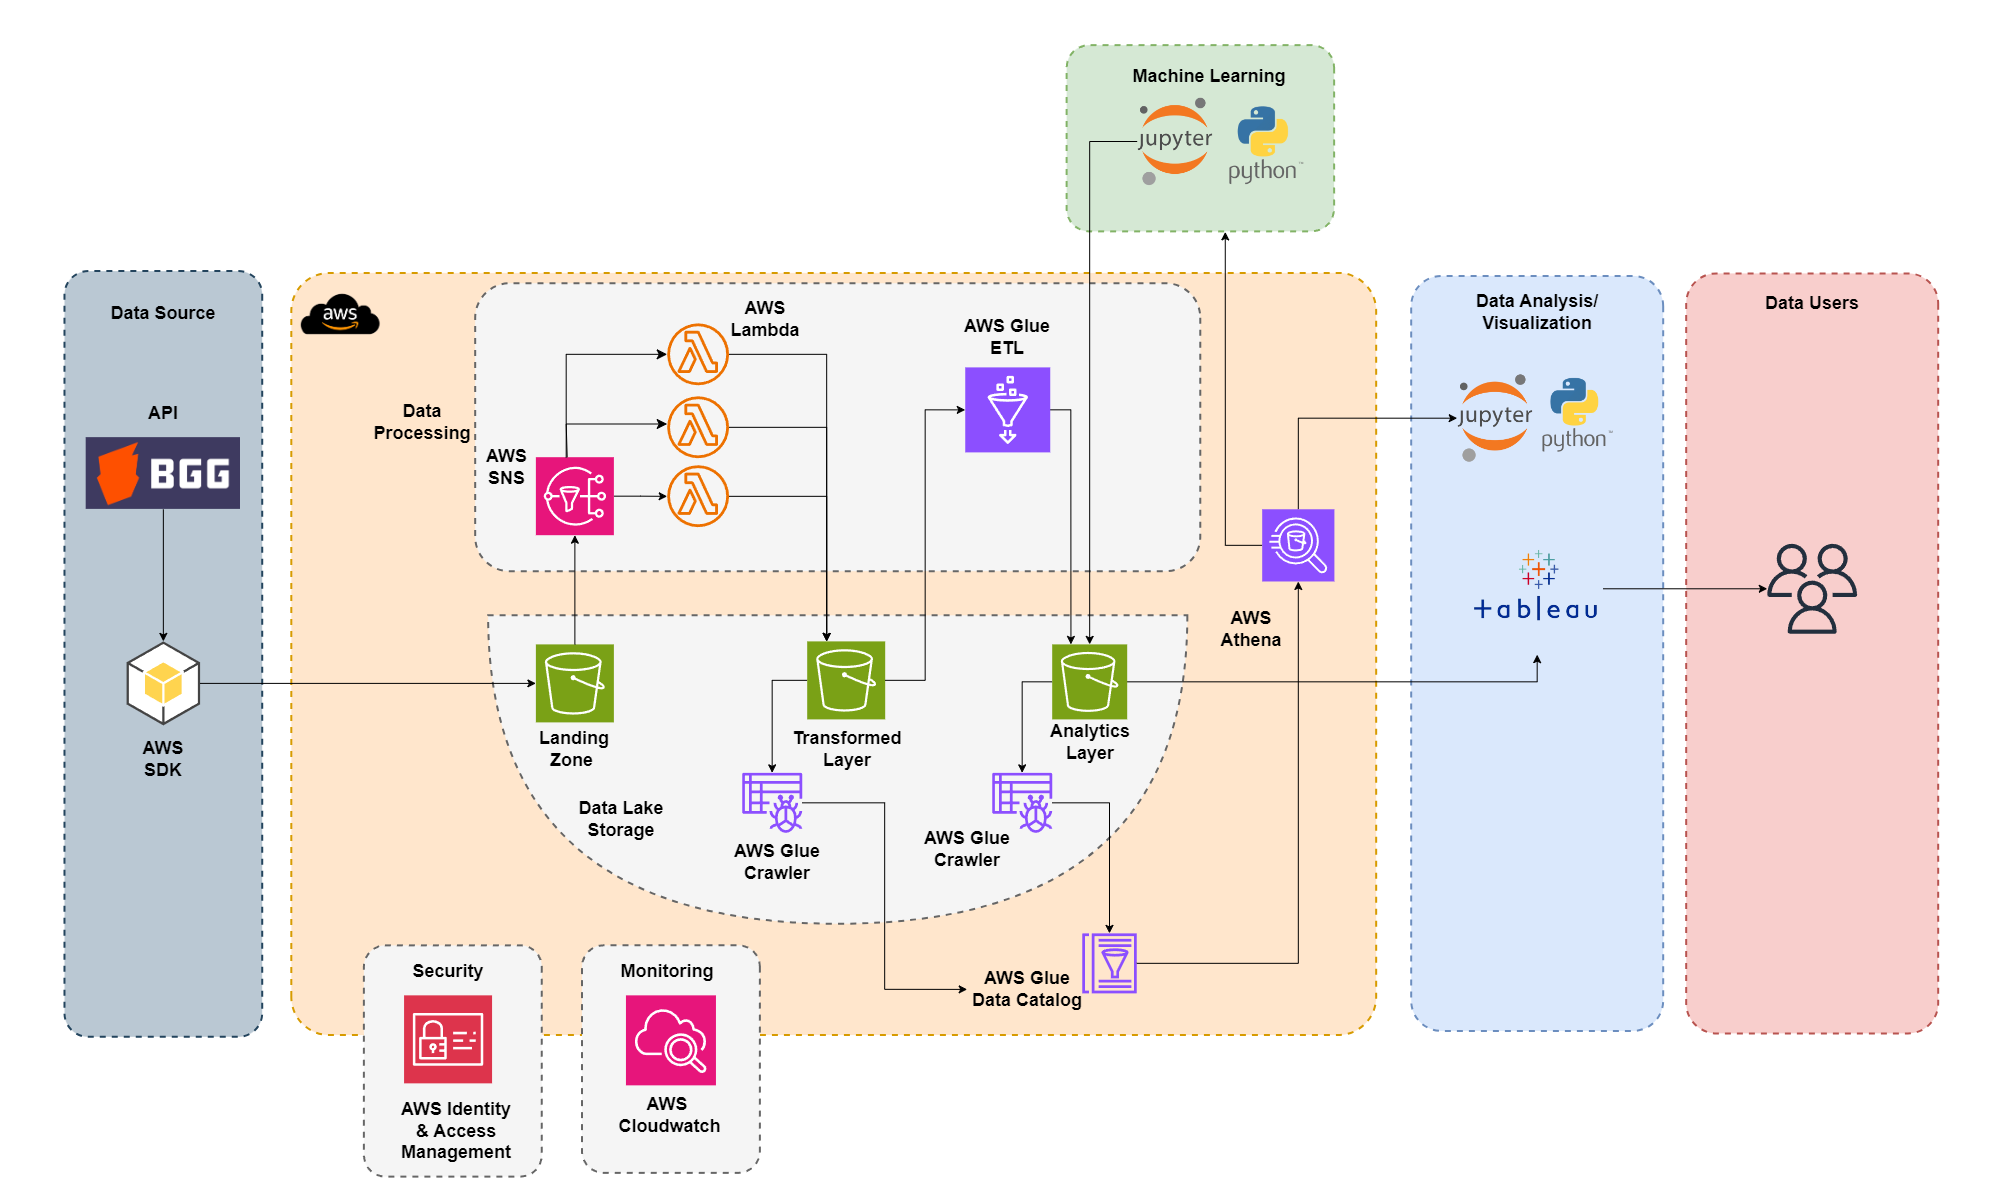 Machine Learning
jupyter
python™
Data Source
API
BGG
AWS
SDK
aws
Data
Processing
AWS
SNS
AWS
Lambda
AWS Glue
ETL
AWS
Athena
Landing
Zone
Transformed
Layer
Analytics
Layer
Data Lake
Storage
AWS Glue
Crawler
AWS Glue
Crawler
AWS Glue
Data Catalog
Security
AWS Identity
& Access
Management
Monitoring
AWS
Cloudwatch
Data Analysis/
Visualization
jupyter
python™
+ableau
Data Users